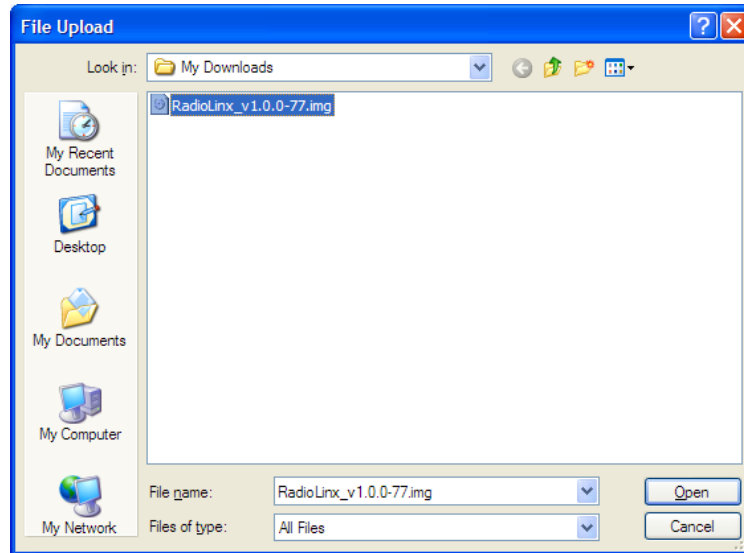 File Upload
Look in: My Downloads
RadioLinx_v1.0.0-77.img
My Recent
Documents
Desktop
My Documents
My Computer
My Network
File name: RadioLinx_v1.0.0-77.img Open
Files of type: All Files Cancel